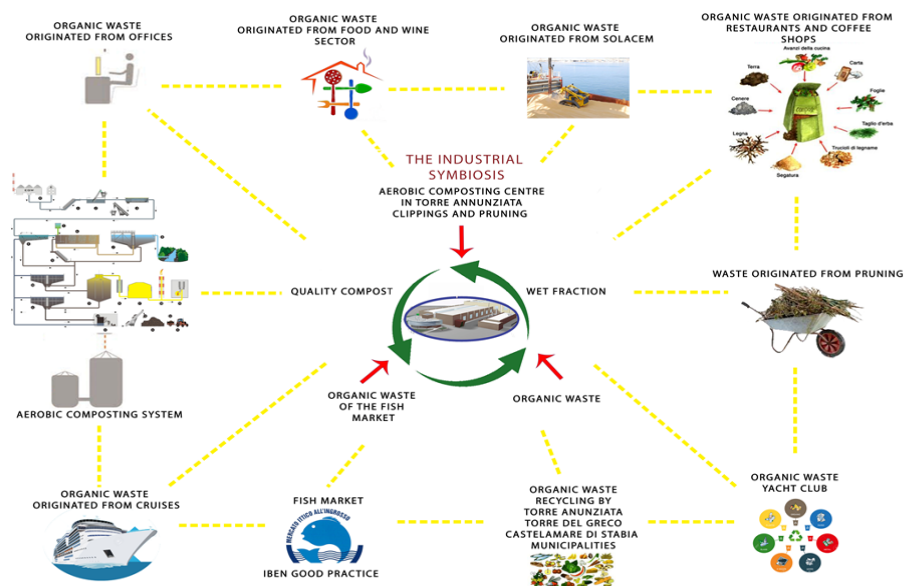 ORGANIC WASTE
ORIGINATED FROM OFFICES
ORGANIC WASTE
ORIGINATED FROM FOOD AND WINE
SECTOR
ORGANIC WASTE
ORIGINATED FROM SOLACEM
ORGANIC WASTE ORIGINATED FROM
RESTAURANTS AND COFFEE
SHOPS
Avanzi della cucina
Terra
Carta
Cenere
Foglie
Legna
Taglio d'erba
Trucioli di legname
Segatura
THE INDUSTRIAL
SYMBIOSIS
AEROBIC COMPOSTING CENTRE
IN TORRE ANNUNZIATA
CLIPPINGS AND PRUNING
QUALITY COMPOST
WET FRACTION
WASTE ORIGINATED FROM PRUNING
ORGANIC WASTE
OF THE FISH
MARKET
ORGANIC WASTE
AEROBIC COMPOSTING SYSTEM
ORGANIC WASTE
ORIGINATED FROM CRUISES
FISH MARKET
MERCATO ITTICO ALL'INGROSSO
IBEN GOOD PRACTICE
ORGANIC WASTE
RECYCLING BY
TORRE ANUNZIATA
TORRE DEL GRECO
CASTELAMARE DI STABIA
MUNICIPALITIES
ORGANIC WASTE
YACHT CLUB